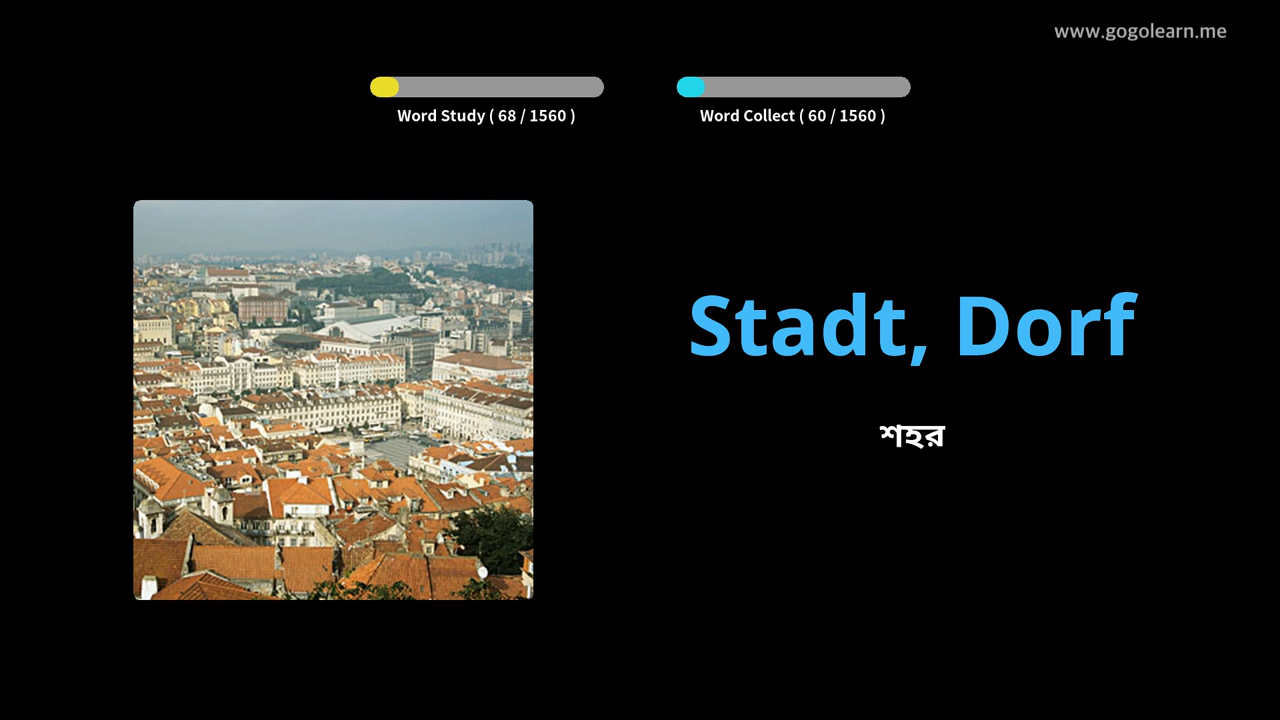 www.gogolearn.me
Word Study ( 68 / 1560 )
Word Collect ( 60 / 1560 )
Stadt, Dorf
শহর